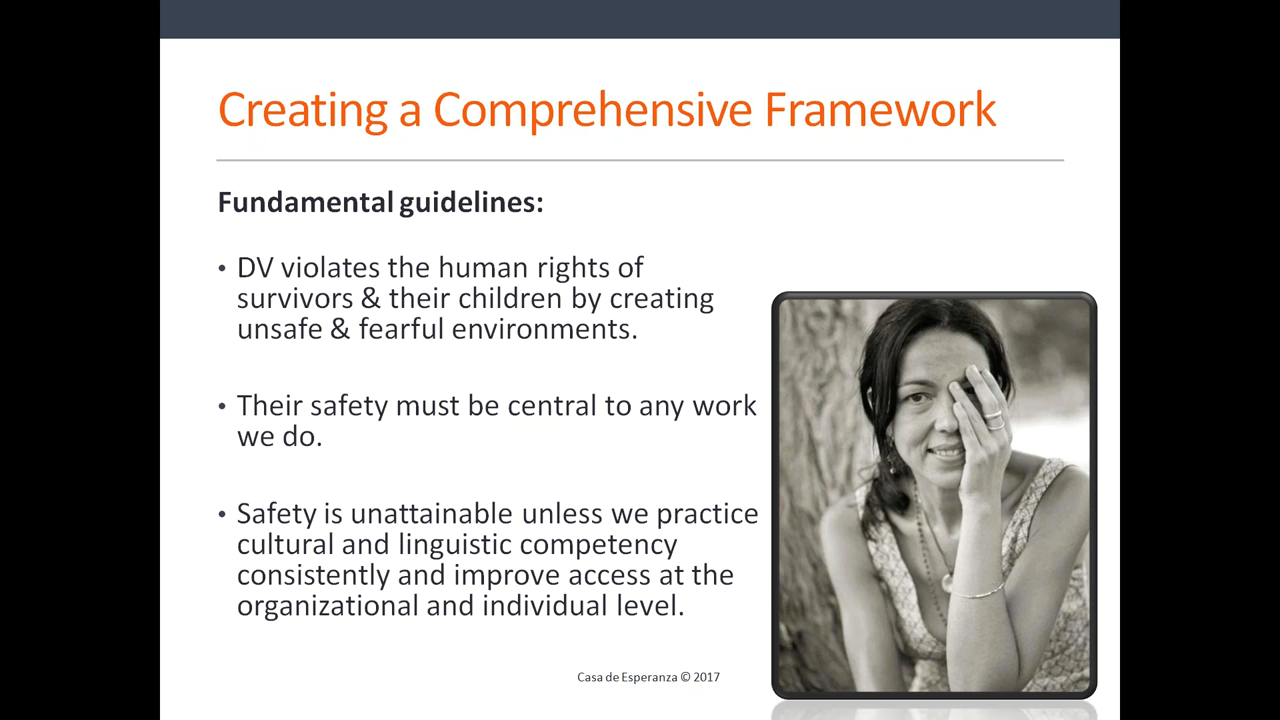 Creating a Comprehensive Framework
Fundamental guidelines:
• DV violates the human rights of
survivors & their children by creating
unsafe & fearful environments.
• Their safety must be central to any work
we do.
• Safety is unattainable unless we practice
cultural and linguistic competency
consistently and improve access at the
organizational and individual level.
Casa de Esperanza © 2017